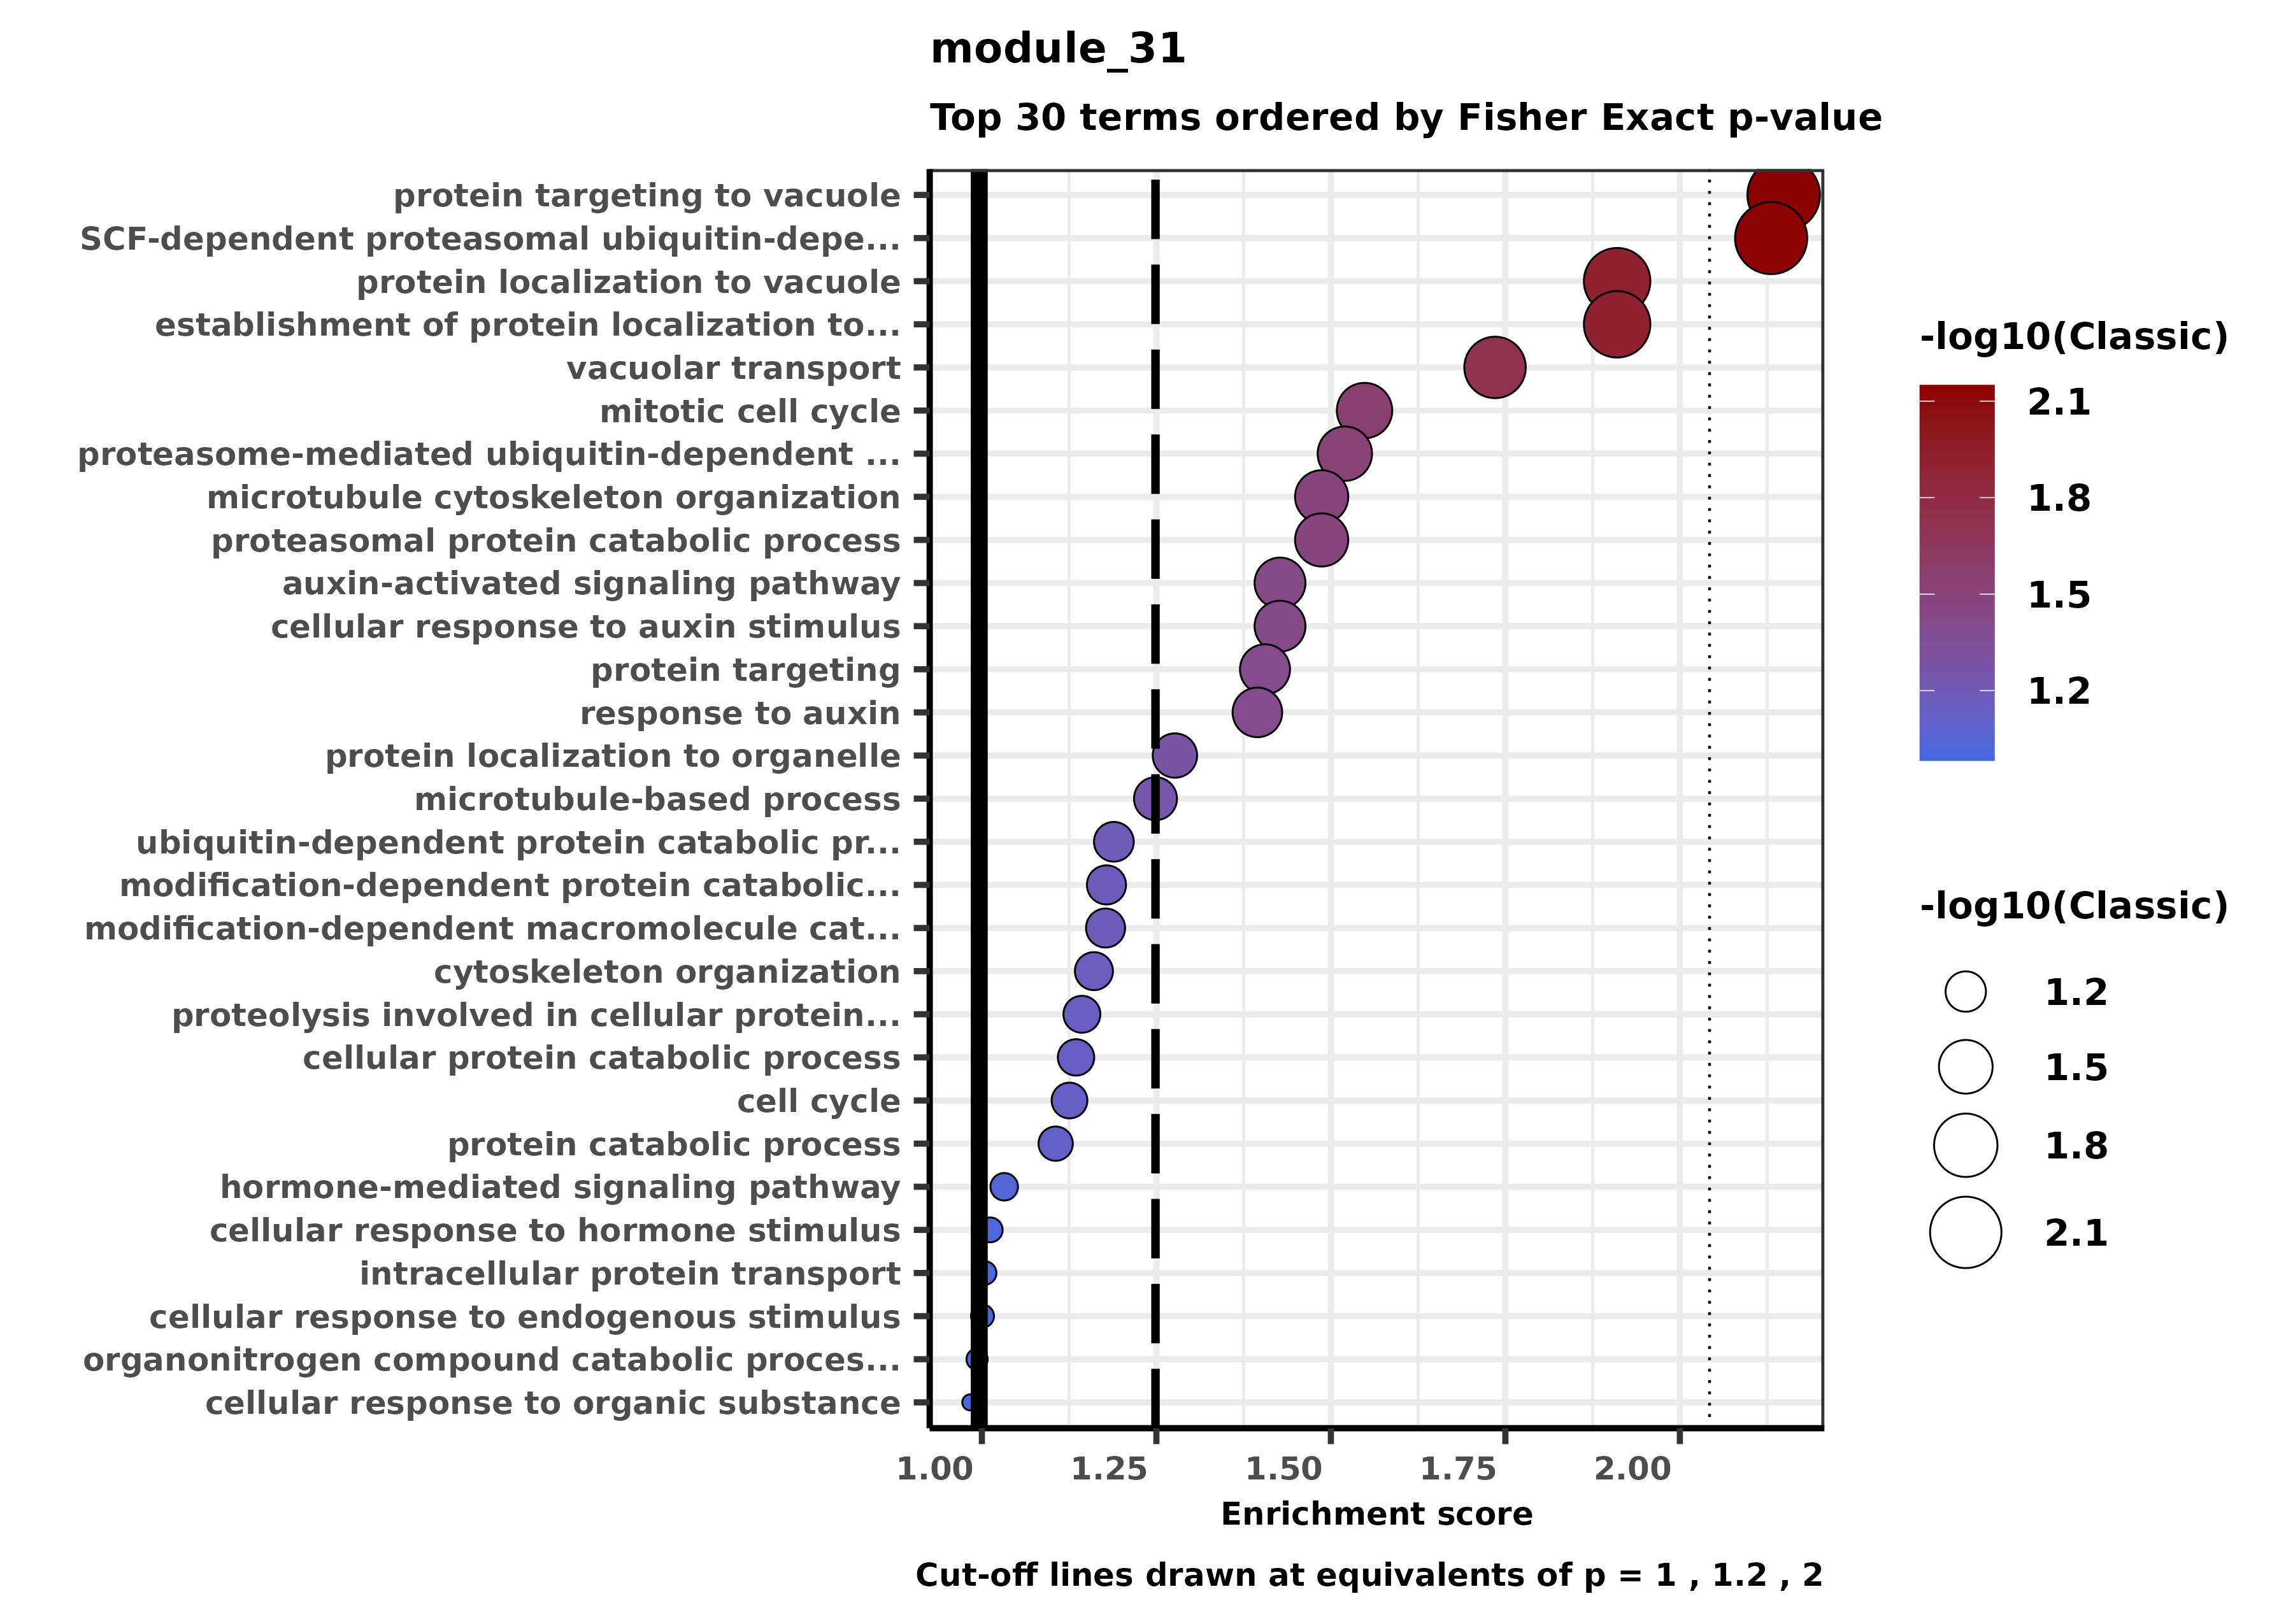 module_31
Top 30 terms ordered by Fisher Exact p-value
protein targeting to vacuole
SCF-dependent proteasomal ubiquitin-depe...
protein localization to vacuole
establishment of protein localization to...
vacuolar transport
mitotic cell cycle
proteasome-mediated ubiquitin-dependent ...
microtubule cytoskeleton organization
proteasomal protein catabolic process
auxin-activated signaling pathway
cellular response to auxin stimulus
protein targeting
response to auxin
protein localization to organelle
microtubule-based process
ubiquitin-dependent protein catabolic pr...
modification-dependent protein catabolic...
modification-dependent macromolecule cat...
cytoskeleton organization
proteolysis involved in cellular protein...
cellular protein catabolic process
cell cycle
protein catabolic process
hormone-mediated signaling pathway
cellular response to hormone stimulus
intracellular protein transport
cellular response to endogenous stimulus
organonitrogen compound catabolic proces...
cellular response to organic substance
1.00 1.25 1.50 1.75 2.00
Enrichment score
Cut-off lines drawn at equivalents of p = 1 , 1.2 , 2
-log10(Classic)
2.1
1.8
1.5
1.2
-log10(Classic)
1.2
1.5
1.8
2.1